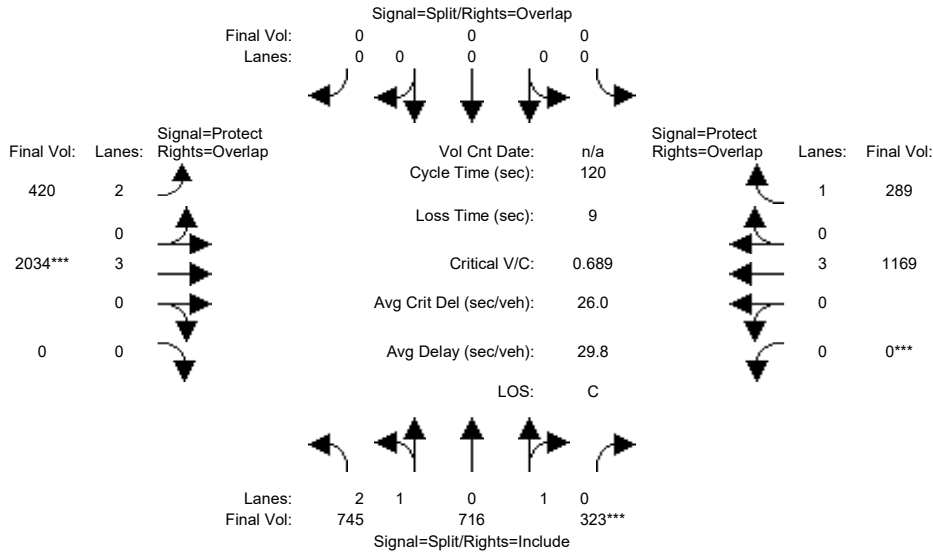 Signal=Split/Rights=Overlap
Final Vol: 0 0 0
Lanes: 0 0 0 0 0
Signal=Protect Signal=Protect
Final Vol: Lanes: Rights=Overlap Vol Cnt Date: n/a Rights=Overlap Lanes: Final Vol:
Cycle Time (sec): 120
420 2 1 289
Loss Time (sec): 9
0 0
2034*** 3 Critical V/C: 0.689 3 1169
0 Avg Crit Del (sec/veh): 26.0 0
0 0 Avg Delay (sec/veh): 29.8 0 0***
LOS: C
Lanes: 2 1 0 1 0
Final Vol: 745 716 323***
Signal=Split/Rights=Include